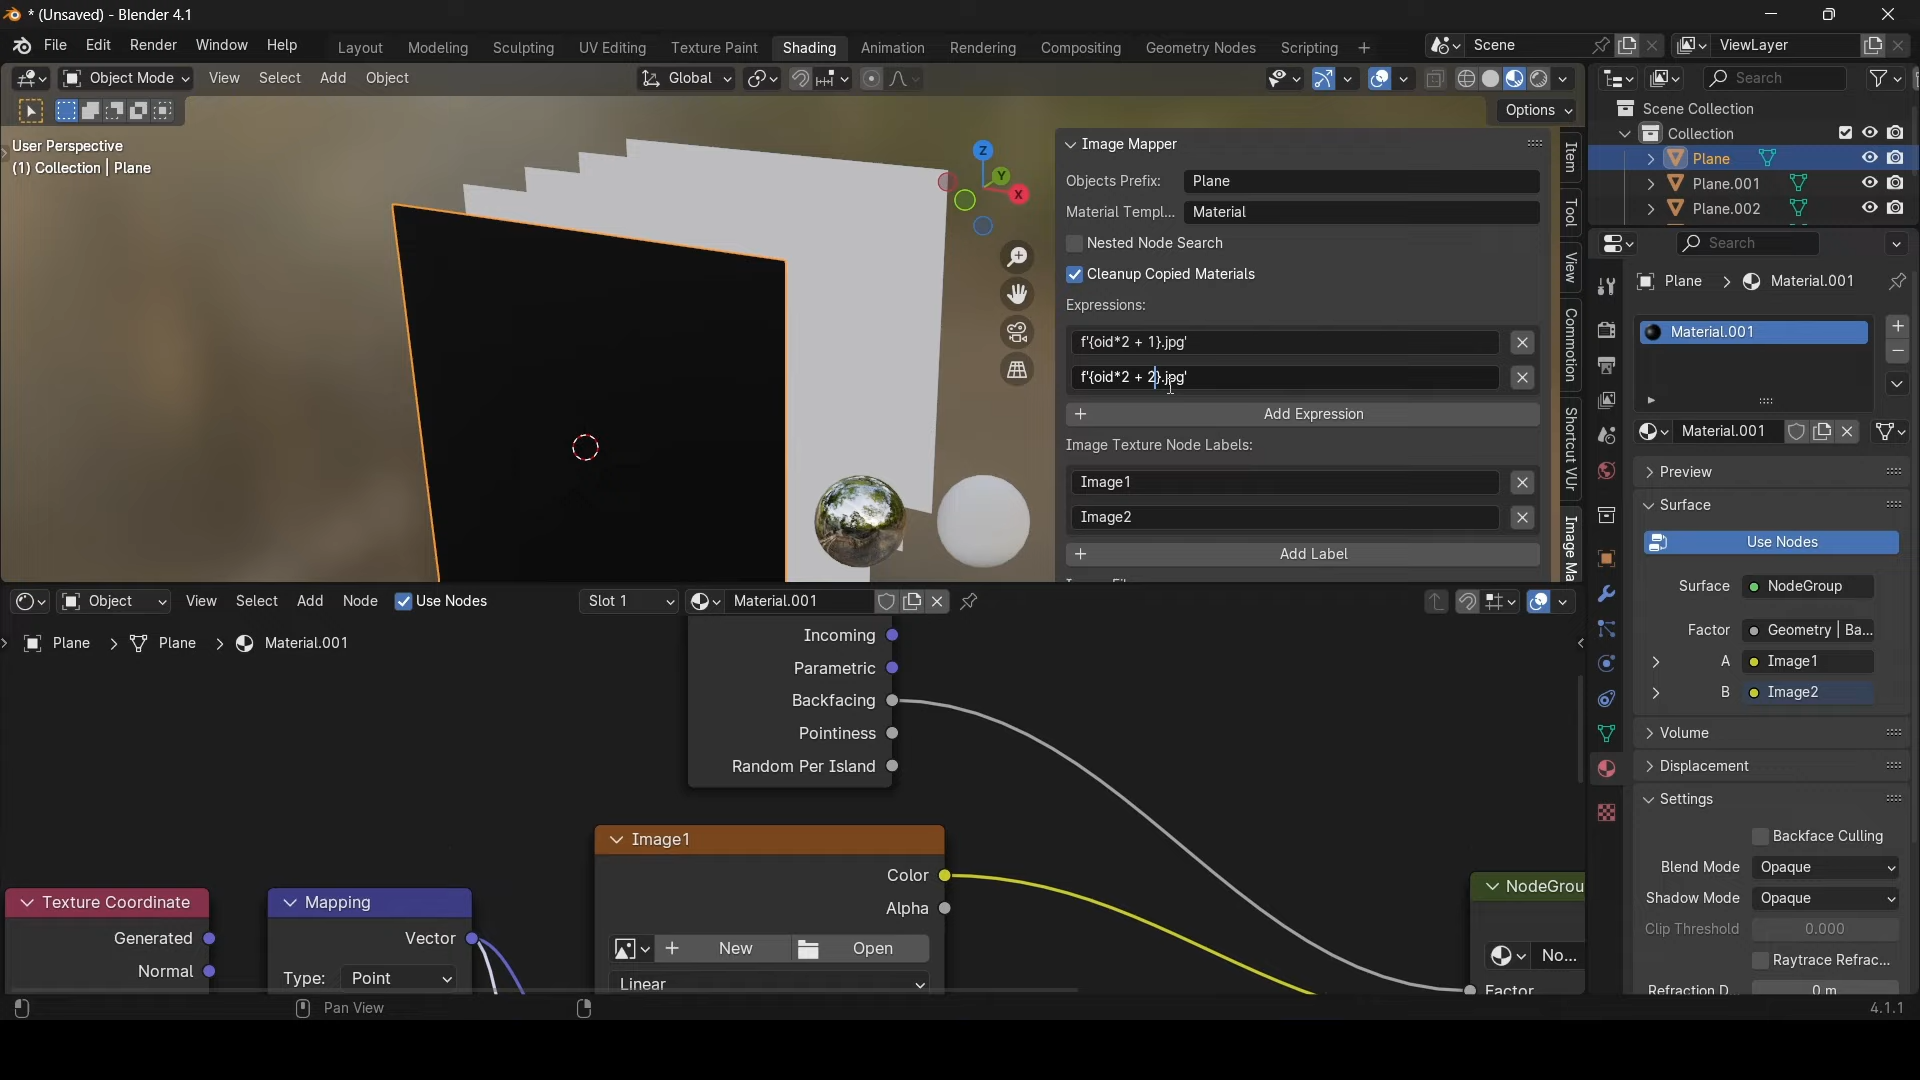 * (Unsaved) - Blender 4.1
File Edit Render Window Help
Layout Modeling Sculpting UV Editing Texture Paint Shading Animation Rendering Compositing Geometry Nodes Scripting +
Scene
ViewLayer
Object Mode View Select Add Object
Global
Search
Options
User Perspective
(1) Collection | Plane
Z
Y
X
Image Mapper
Objects Prefix: Plane
Material Templ... Material
Nested Node Search
Cleanup Copied Materials
Expressions:
f'{oid*2 + 1}.jpg'
f'{oid*2 + 2}.jpg'
+ Add Expression
Image Texture Node Labels:
Image1
Image2
+ Add Label
Item
Tool
View
Commotion
Shortcut VUr
Image Ma
Scene Collection
Collection
Plane
Plane.001
Plane.002
Search
Plane > Material.001
Material.001
Material.001
Preview
Surface
Use Nodes
Surface NodeGroup
Factor Geometry | Ba...
A Image1
B Image2
Volume
Displacement
Settings
Backface Culling
Blend Mode Opaque
Shadow Mode Opaque
Clip Threshold 0.000
Raytrace Refrac...
Refraction D... 0 m
Object View Select Add Node Use Nodes
Slot 1
Material.001
Plane > Plane > Material.001
Incoming
Parametric
Backfacing
Pointiness
Random Per Island
Image1
Color
Alpha
+ New Open
Linear
Texture Coordinate
Generated
Normal
Mapping
Vector
Type: Point
NodeGrou
No...
Factor
Pan View
4.1.1